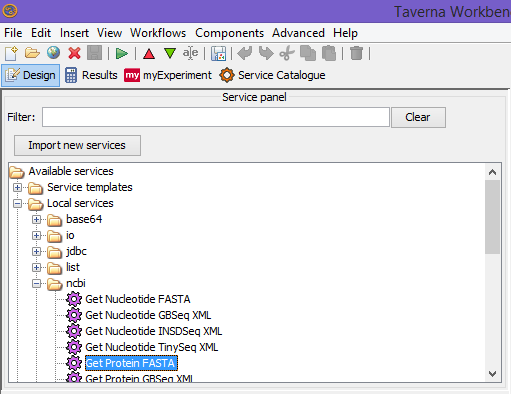 Taverna Workben
File Edit Insert View Workflows Components Advanced Help
Design Results my myExperiment Service Catalogue
Service panel
Filter: Clear
Import new services
Available services
Service templates
Local services
base64
io
jdbc
list
ncbi
Get Nucleotide FASTA
Get Nucleotide GBSeq XML
Get Nucleotide INSDSeq XML
Get Nucleotide TinySeq XML
Get Protein FASTA
Get Protein GBSeq XML